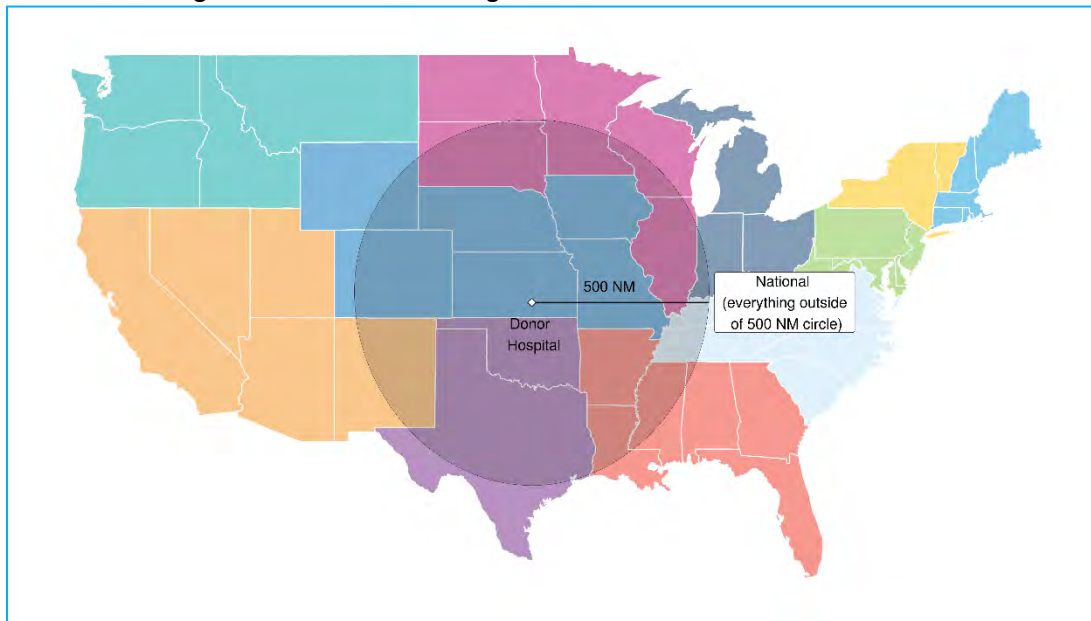 500 NM
National
(everything outside
of 500 NM circle)
Donor
Hospital